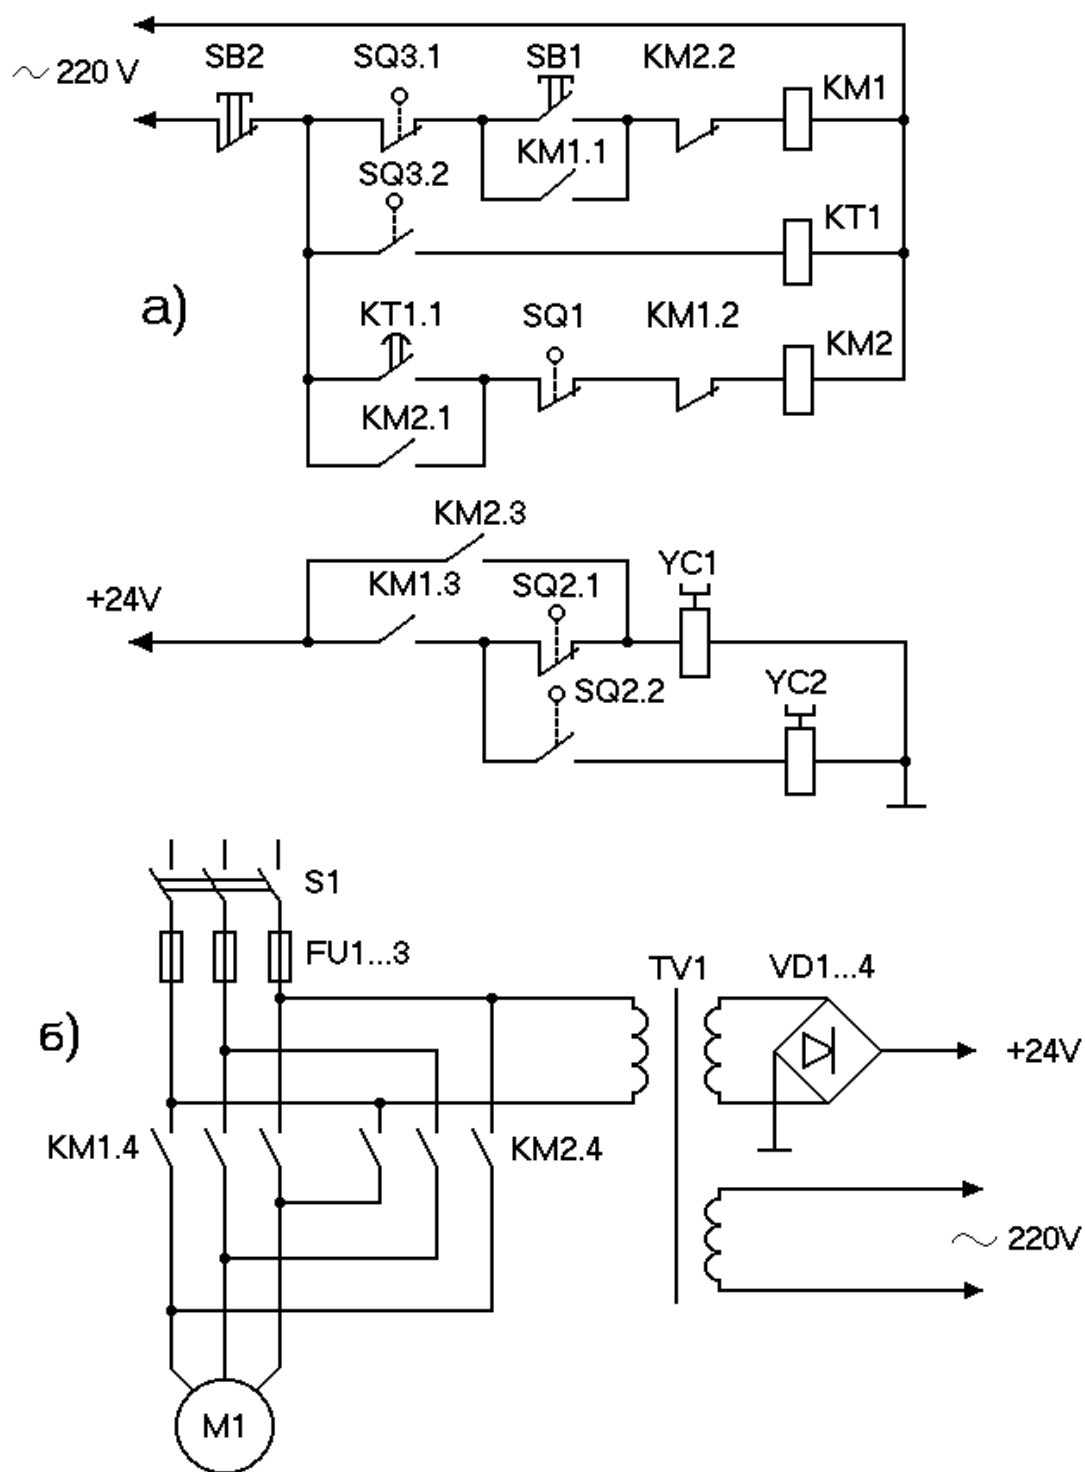 ~ 220 V
SB2
SQ3.1
SB1
KM2.2
KM1
KM1.1
SQ3.2
KT1
а)
KT1.1
SQ1
KM1.2
KM2
KM2.1
KM2.3
+24V
KM1.3
SQ2.1
YC1
SQ2.2
YC2
S1
FU1...3
TV1
VD1...4
б)
+24V
KM1.4
KM2.4
~ 220V
M1